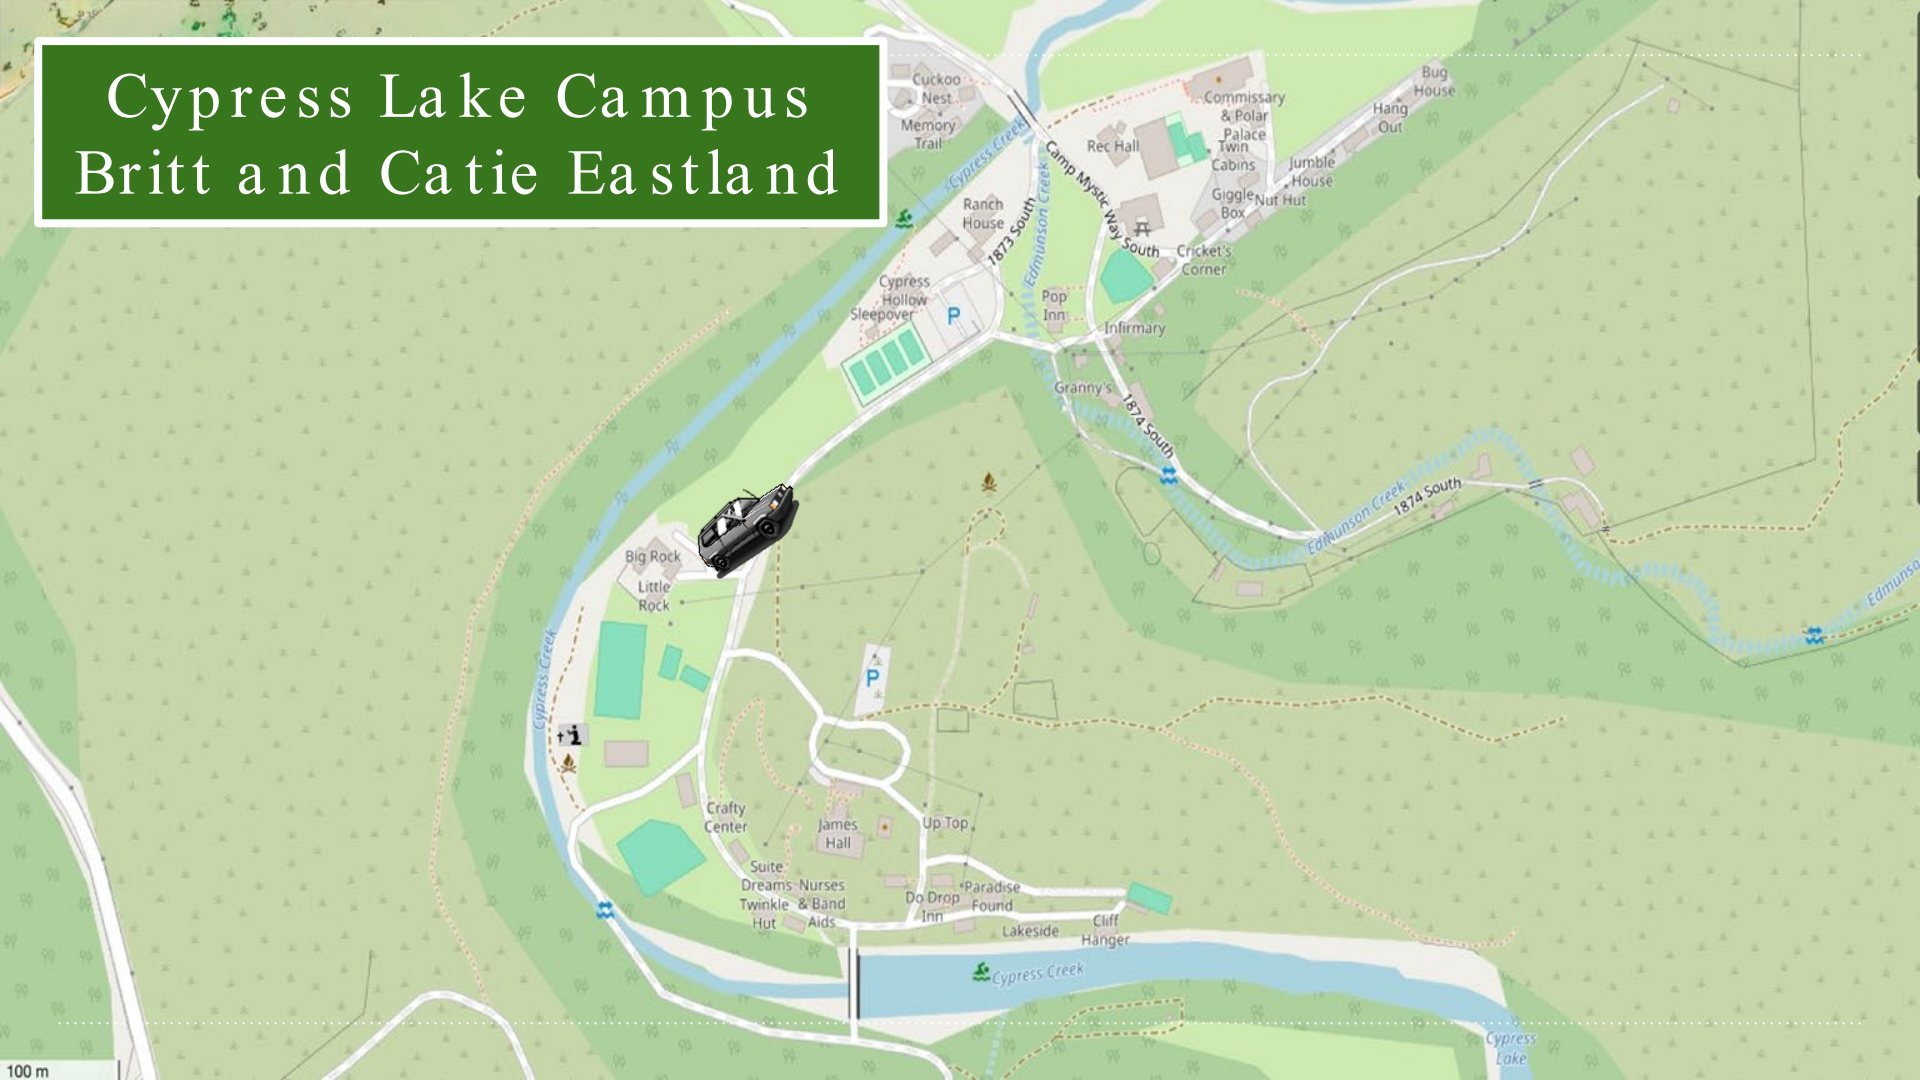 Cypress Lake Campus
Britt and Catie Eastland
Cuckoo
Nest
Memory
Trail
Cypress Creek
Bug
House
Hang
Out
Commissary
& Polar
Palace
Twin
Cabins
Rec Hall
Jumble
House
Giggle
Box
Nut Hut
Camp Mystic Way South
Ranch
House
1873 South
Edmunson Creek
Cricket's
Corner
Cypress
Hollow
Sleepover
P
Pop
Inn
Infirmary
Granny's
1874 South
Edmunson Creek
1874 South
Edmunso
Big Rock
Little
Rock
Cypress Creek
P
Crafty
Center
James
Hall
Up Top
Suite
Dreams
Twinkle
Hut
Nurses
& Band
Aids
Do Drop
Inn
Paradise
Found
Lakeside
Cliff
Hanger
Cypress Creek
Cypress
Lake
100 m